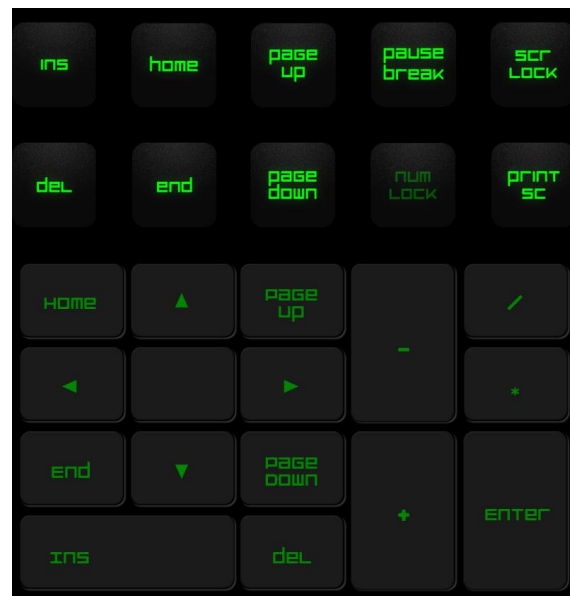 ins
home
page
up
pause
break
scr
LOCK
del
end
page
down
num
LOCK
print
sc
Home
▲
page
up
-
/
◄
►
*
End
▼
page
down
+
Enter
Ins
del